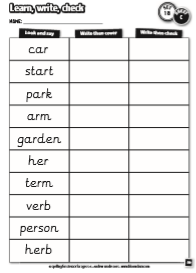 Learn, write, check
NAME:
18
Look and say
Write then cover
Write then check
car
start
park
arm
garden
her
term
verb
person
herb